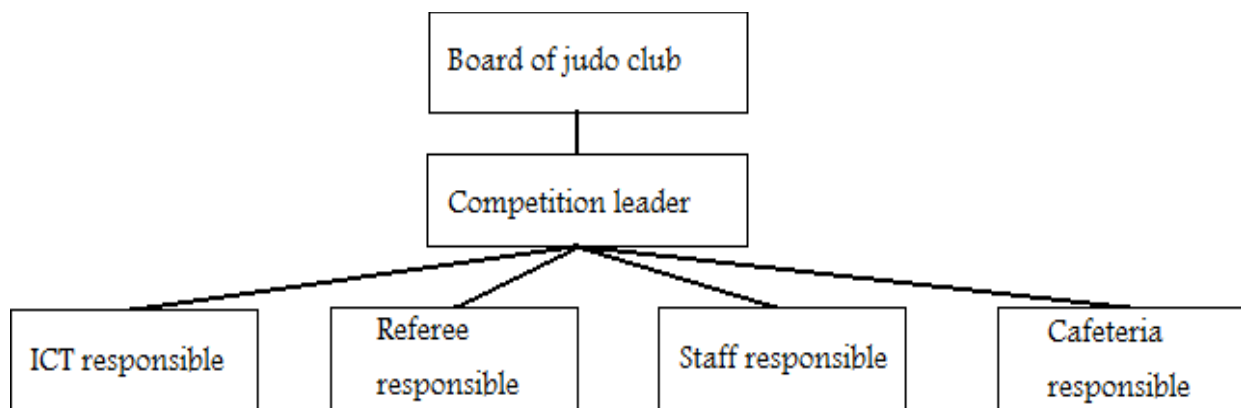 Board of judo club
Competition leader
ICT responsible
Referee
responsible
Staff responsible
Cafeteria
responsible